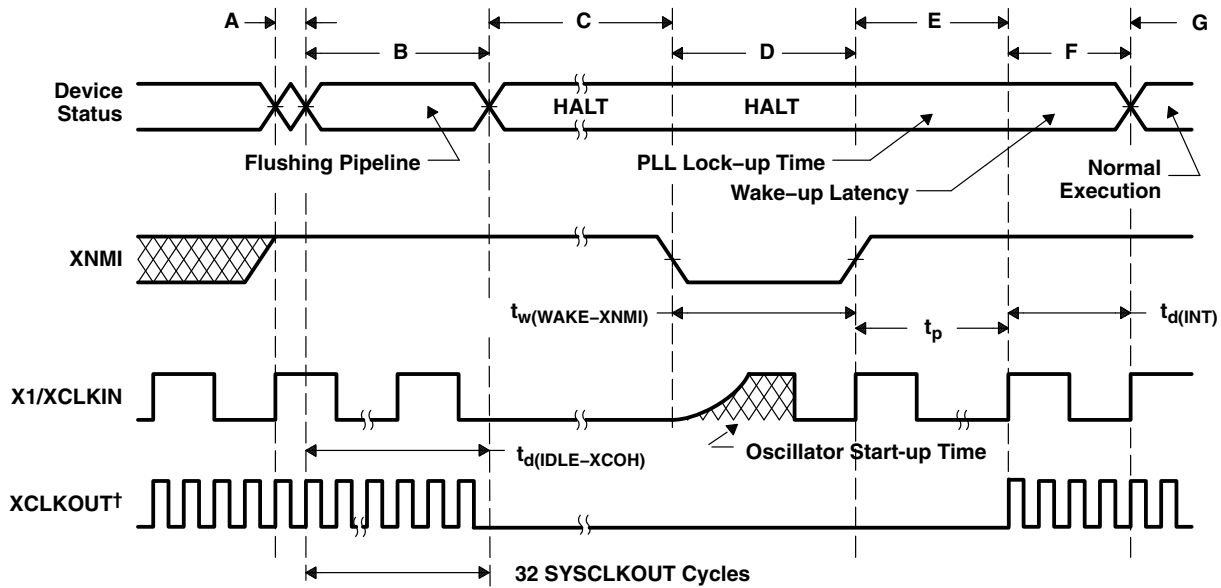 A
B
C
D
E
F
G
Device
Status
HALT
HALT
Flushing Pipeline
PLL Lock−up Time
Wake−up Latency
Normal
Execution
XNMI
tw(WAKE−XNMI)
tp
td(INT)
X1/XCLKIN
td(IDLE−XCOH)
Oscillator Start-up Time
XCLKOUT†
32 SYSCLKOUT Cycles